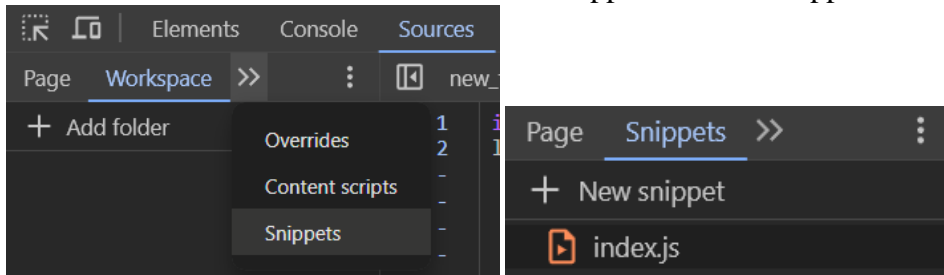 Elements Console Sources
Page Workspace >> new_
+ Add folder
Overrides
Content scripts
Snippets
1 i
2 l
-
-
-
-
Page Snippets >>
+ New snippet
index.js